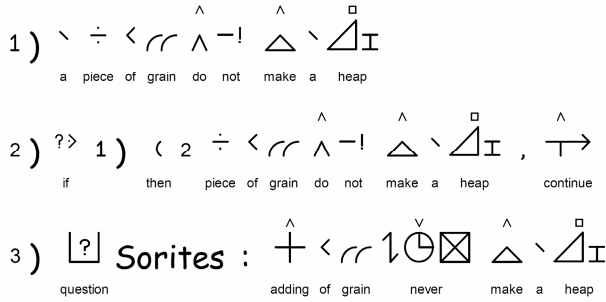 1)
a piece of grain do not make a heap
2) 1) 2 ,
if then piece of grain do not make a heap continue
3) ? Sorites :
question adding of grain never make a heap